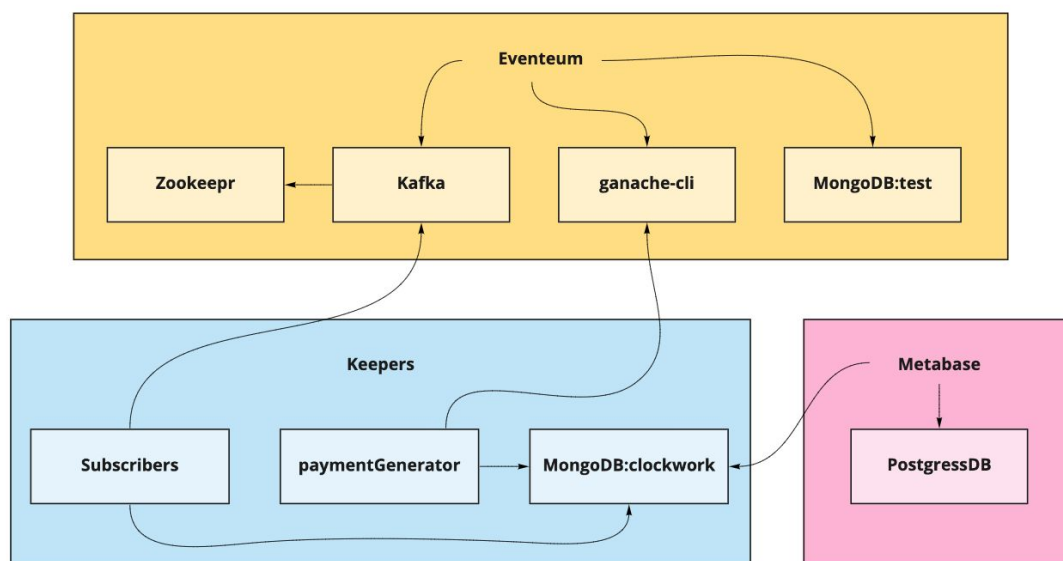 Eventeum
Zookeepr
Kafka
ganache-cli
MongoDB:test
Keepers
Metabase
Subscribers
paymentGenerator
MongoDB:clockwork
PostgressDB